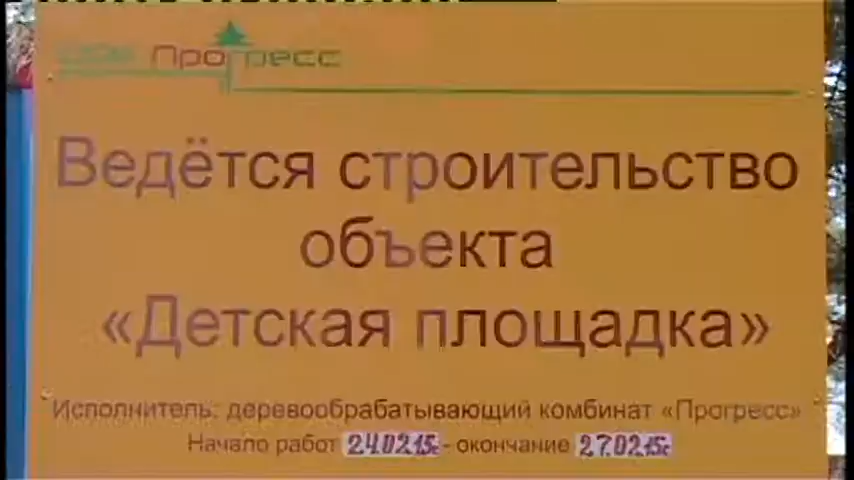 Прогресс
Ведётся строительство
объекта
«Детская площадка»
Исполнитель: деревообрабатывающий комбинат «Прогресс»
Начало работ 24.02.15г- окончание 27.02.15г